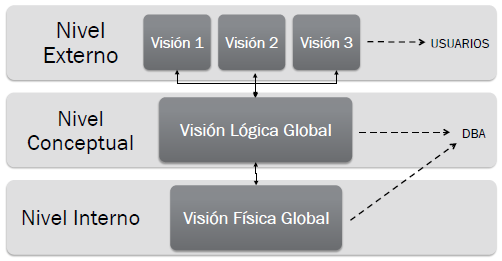 Nivel
Externo
Visión 1
Visión 2
Visión 3
USUARIOS
Nivel
Conceptual
Visión Lógica Global
DBA
Nivel Interno
Visión Física Global